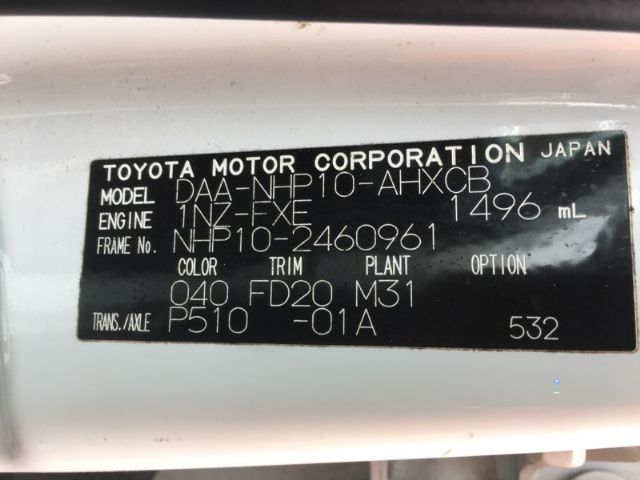 TOYOTA MOTOR CORPORATION JAPAN
MODEL DAA-NHP10-AHXCB
ENGINE 1NZ-FXE 1496 mL
FRAME No. NHP10-2460961
COLOR TRIM PLANT OPTION
040 FD20 M31
TRANS./AXLE P510 -01A 532